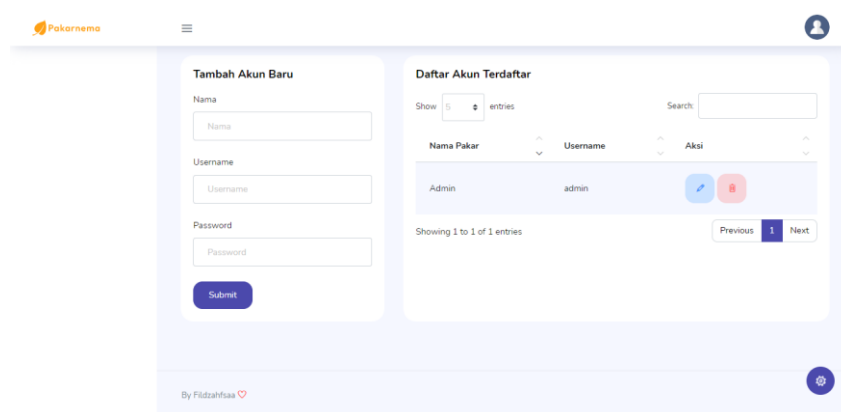 Pakarnema
Tambah Akun Baru
Nama
Nama
Username
Username
Password
Password
Submit
Daftar Akun Terdaftar
Show 5 entries
Search:
Nama Pakar Username Aksi
Admin admin
Showing 1 to 1 of 1 entries
Previous 1 Next
By Fildzahfsaa